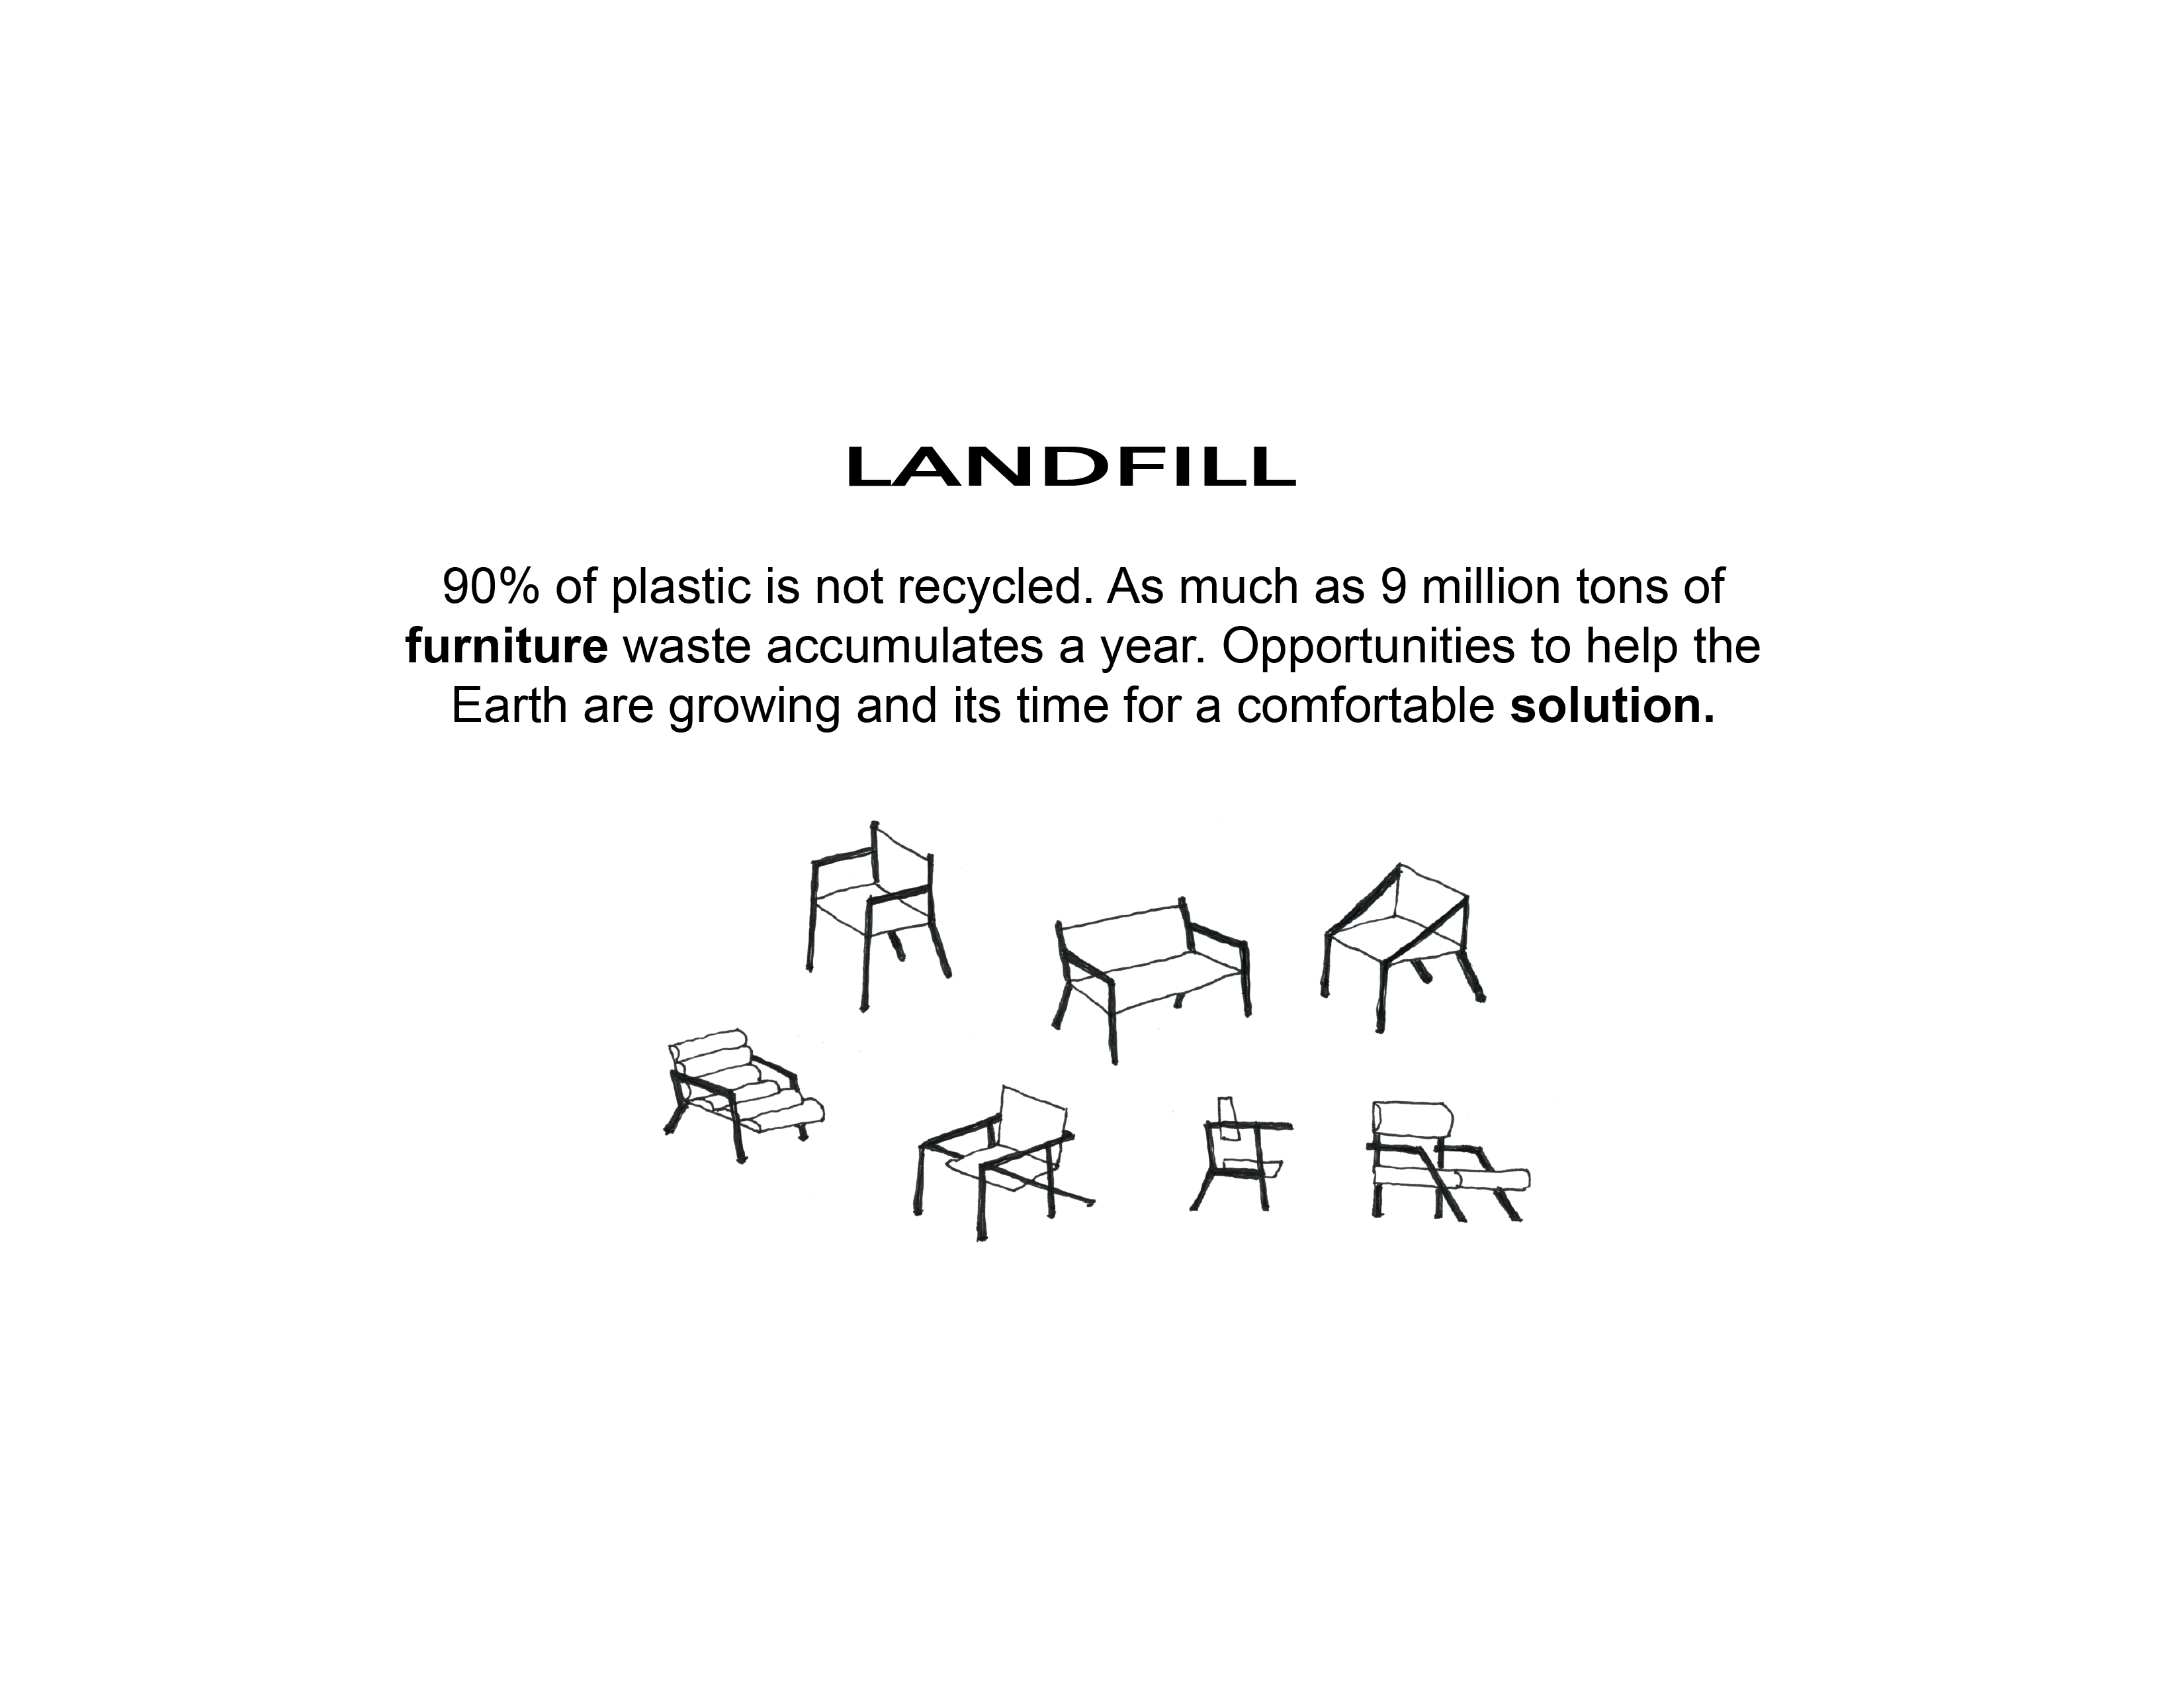 LANDFILL
90% of plastic is not recycled. As much as 9 million tons of
furniture waste accumulates a year. Opportunities to help the
Earth are growing and its time for a comfortable solution.